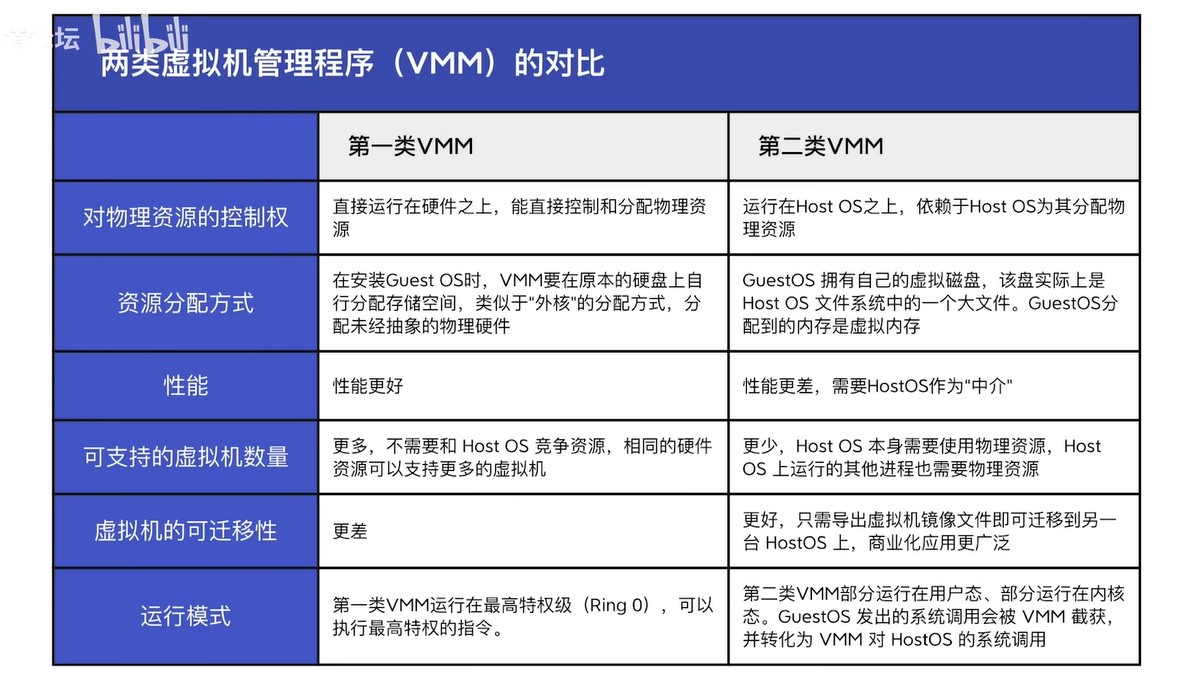 坛 bilibili
两类虚拟机管理程序（VMM）的对比
第一类VMM
第二类VMM
对物理资源的控制权
直接运行在硬件之上，能直接控制和分配物理资
源
运行在Host OS之上，依赖于Host OS为其分配物
理资源
资源分配方式
在安装Guest OS时，VMM要在原本的硬盘上自
行分配存储空间，类似于"外核"的分配方式，分
配未经抽象的物理硬件
GuestOS 拥有自己的虚拟磁盘，该盘实际上是
Host OS 文件系统中的一个大文件。GuestOS分
配到的内存是虚拟内存
性能
性能更好
性能更差，需要HostOS作为"中介"
可支持的虚拟机数量
更多，不需要和 Host OS 竞争资源，相同的硬件
资源可以支持更多的虚拟机
更少，Host OS 本身需要使用物理资源，Host
OS 上运行的其他进程也需要物理资源
虚拟机的可迁移性
更差
更好，只需导出虚拟机镜像文件即可迁移到另一
台 HostOS 上，商业化应用更广泛
运行模式
第一类VMM运行在最高特权级（Ring 0），可以
执行最高特权的指令。
第二类VMM部分运行在用户态、部分运行在内核
态。GuestOS 发出的系统调用会被 VMM 截获，
并转化为 VMM 对 HostOS 的系统调用